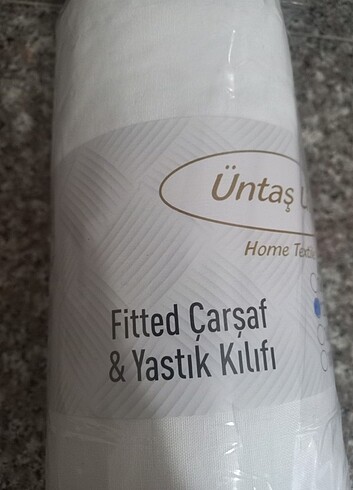 Üntaş
Home
Fitted Çarşaf
& Yastık Kılıfı